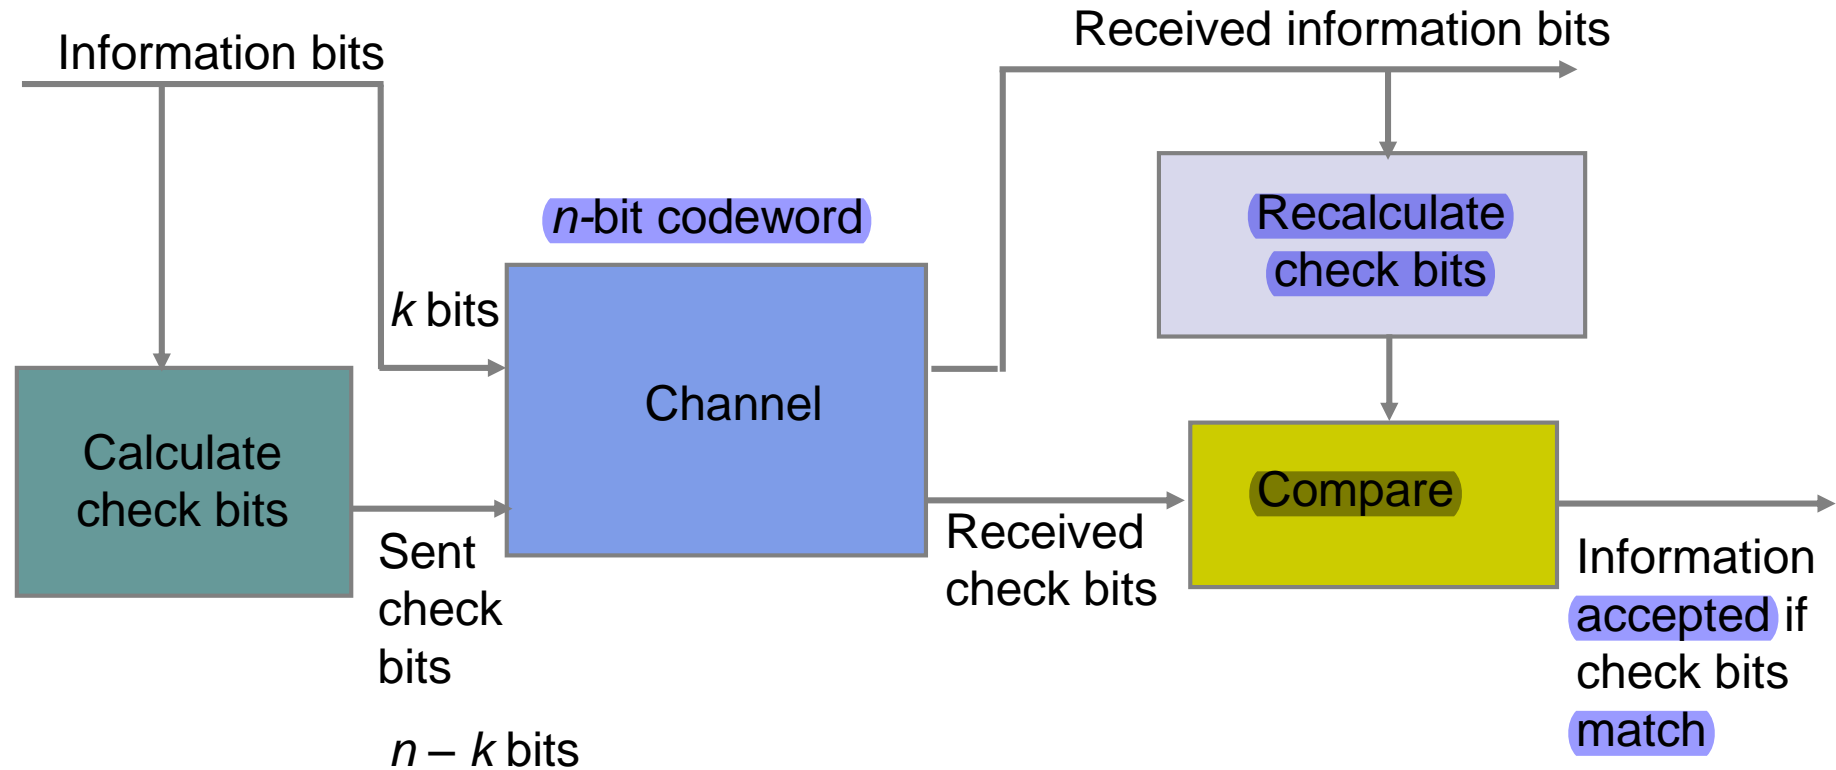 Information bits
Received information bits
n-bit codeword
Recalculate
check bits
k bits
Channel
Calculate
check bits
Compare
Sent
check
bits
n – k bits
Received
check bits
Information
accepted if
check bits
match